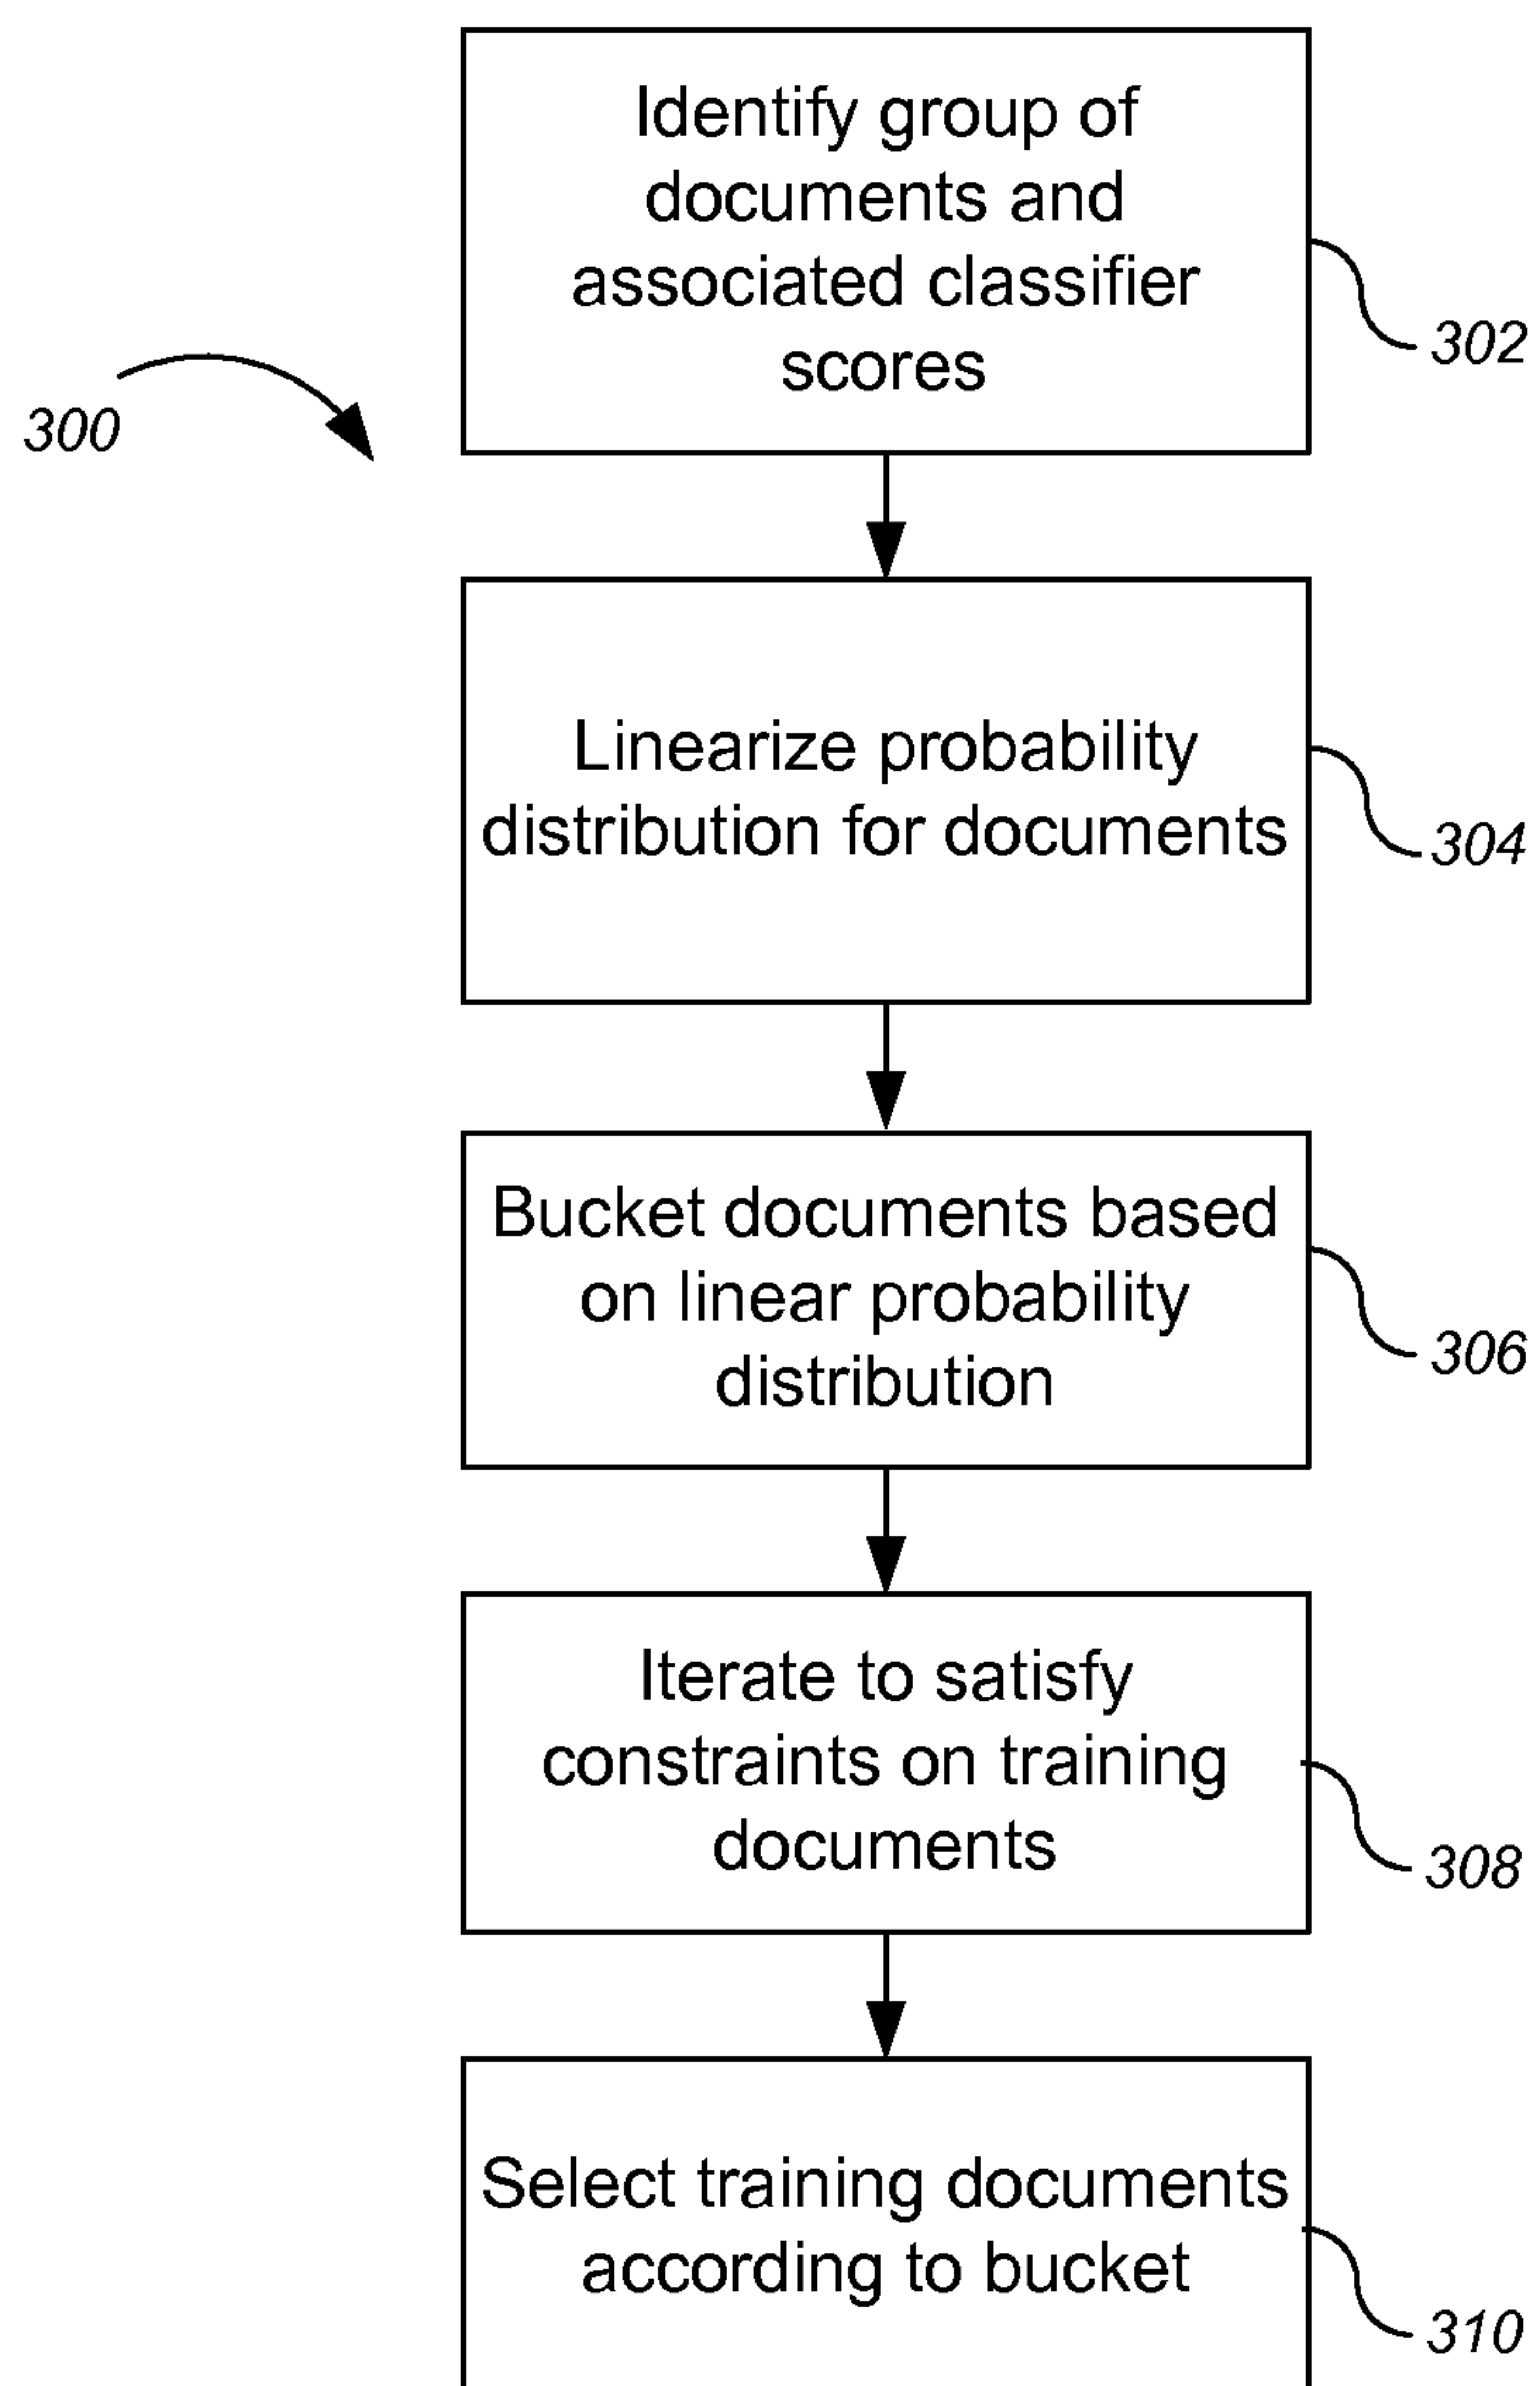 Identify group of
documents and
associated classifier
scores
302
300
Linearize probability
distribution for documents
304
Bucket documents based
on linear probability
distribution
306
Iterate to satisfy
constraints on training
documents
308
Select training documents
according to bucket
310